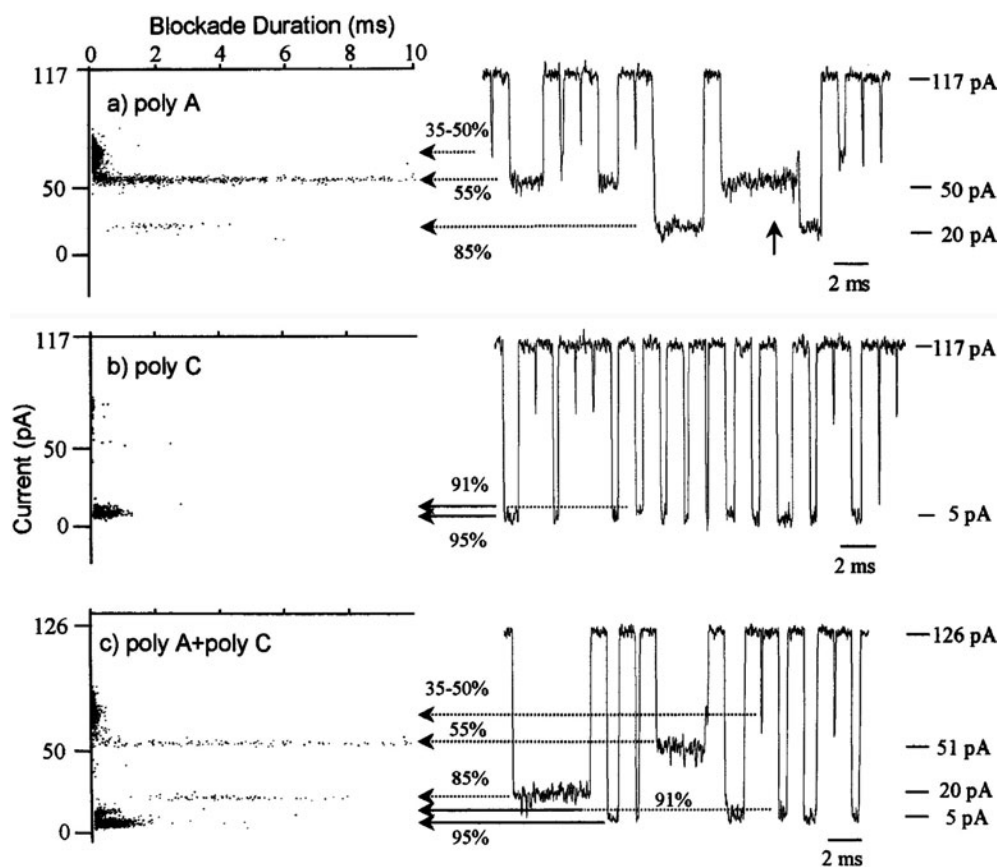 Blockade Duration (ms)
0 2 4 6 8 10
117
a) poly A
35-50%
117 pA
50
55%
50 pA
85%
20 pA
0
2 ms
117
b) poly C
117 pA
Current (pA)
50
91%
0
5 pA
95%
2 ms
126
c) poly A+poly C
126 pA
35-50%
55%
50
51 pA
85%
20 pA
91%
5 pA
0
95%
2 ms